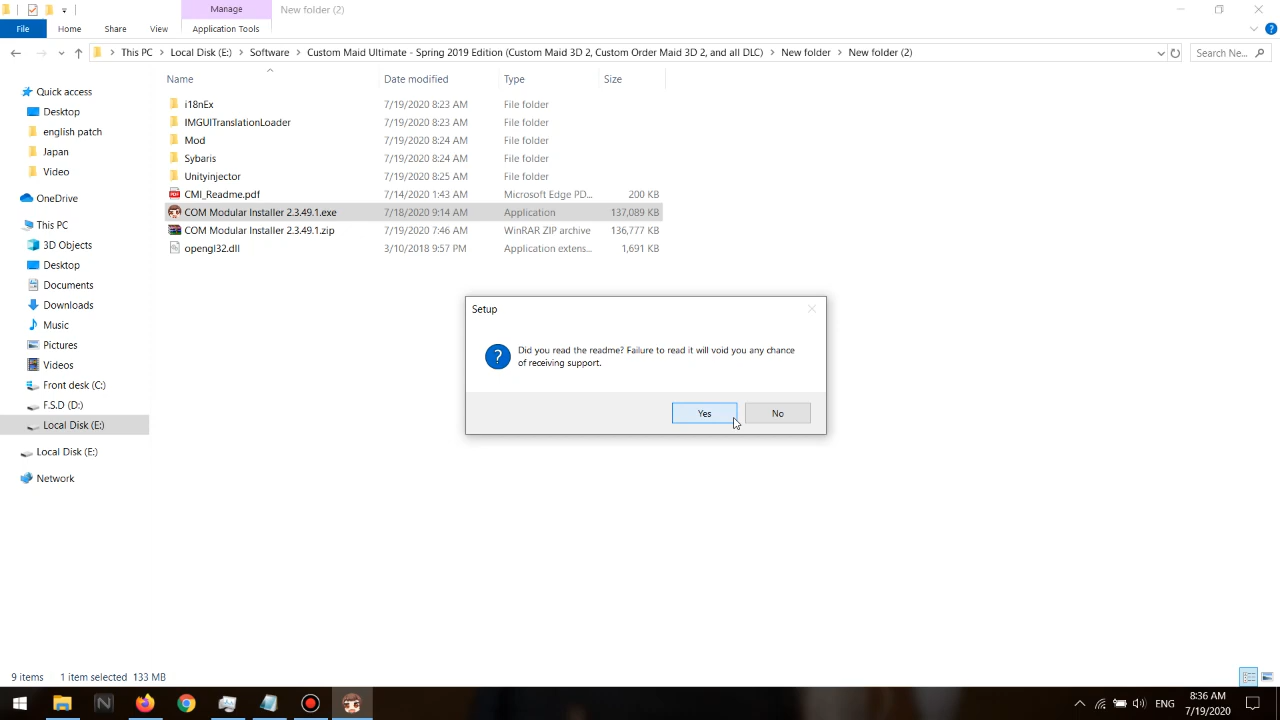 Manage
New folder (2)
File
Home
Share
View
Application Tools
This PC
Local Disk (E:)
Software
Custom Maid Ultimate - Spring 2019 Edition (Custom Maid 3D 2, Custom Order Maid 3D 2, and all DLC)
New folder
New folder (2)
Search Ne...
Name
Date modified
Type
Size
Quick access
Desktop
english patch
Japan
Video
OneDrive
This PC
3D Objects
Desktop
Documents
Downloads
Music
Pictures
Videos
Front desk (C:)
F.S.D (D:)
Local Disk (E:)
Local Disk (E:)
Network
i18nEx 7/19/2020 8:23 AM File folder
IMGUITranslationLoader 7/19/2020 8:23 AM File folder
Mod 7/19/2020 8:24 AM File folder
Sybaris 7/19/2020 8:24 AM File folder
Unityinjector 7/19/2020 8:25 AM File folder
CMI_Readme.pdf 7/14/2020 1:43 AM Microsoft Edge PD... 200 KB
COM Modular Installer 2.3.49.1.exe 7/18/2020 9:14 AM Application 137,089 KB
COM Modular Installer 2.3.49.1.zip 7/19/2020 7:46 AM WinRAR ZIP archive 136,777 KB
opengl32.dll 3/10/2018 9:57 PM Application extens... 1,691 KB
Setup
Did you read the readme? Failure to read it will void you any chance
of receiving support.
Yes
No
9 items 1 item selected 133 MB
ENG
8:36 AM
7/19/2020